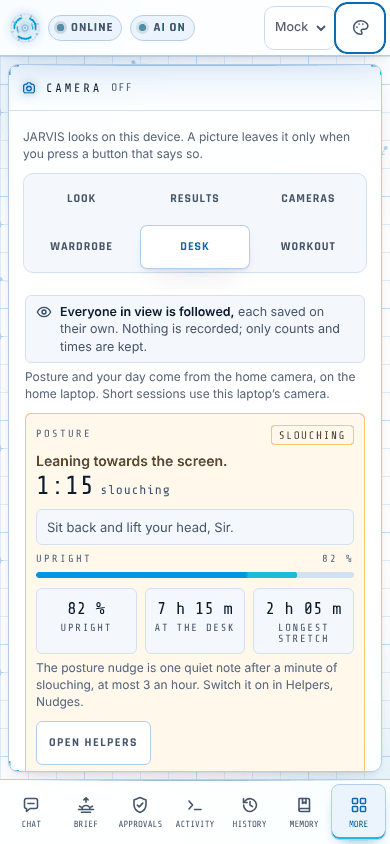 ONLINE
AI ON
Mock
CAMERA OFF
JARVIS looks on this device. A picture leaves it only when
you press a button that says so.
LOOK
RESULTS
CAMERAS
WARDROBE
DESK
WORKOUT
Everyone in view is followed, each saved on
their own. Nothing is recorded; only counts and
times are kept.
Posture and your day come from the home camera, on the
home laptop. Short sessions use this laptop's camera.
POSTURE
SLOUCHING
Leaning towards the screen.
1:15 slouching
Sit back and lift your head, Sir.
UPRIGHT
82 %
82 %
UPRIGHT
7 h 15 m
AT THE DESK
2 h 05 m
LONGEST
STRETCH
The posture nudge is one quiet note after a minute of
slouching, at most 3 an hour. Switch it on in Helpers,
Nudges.
OPEN HELPERS
CHAT
BRIEF
APPROVALS
ACTIVITY
HISTORY
MEMORY
MORE